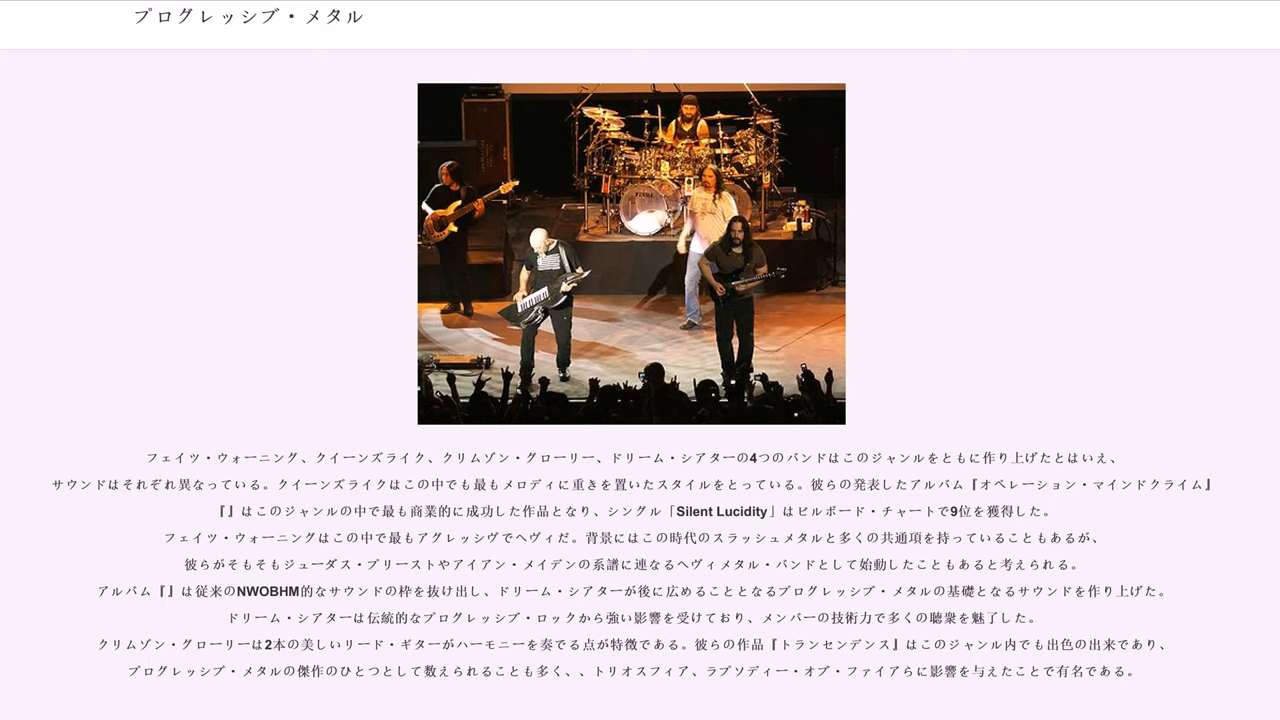 プログレッシブ・メタル
フェイツ・ウォーニング、クイーンズライク、クリムゾン・グローリー、ドリーム・シアターの4つのバンドはこのジャンルをともに作り上げたとはいえ、
サウンドはそれぞれ異なっている。クイーンズライクはこの中でも最もメロディに重きを置いたスタイルをとっている。彼らの発表したアルバム『オペレーション・マインドクライム』
『』はこのジャンルの中で最も商業的に成功した作品となり、シングル「Silent Lucidity」はビルボード・チャートで9位を獲得した。
フェイツ・ウォーニングはこの中で最もアグレッシヴでヘヴィだ。背景にはこの時代のスラッシュメタルと多くの共通項を持っていることもあるが、
彼らがそもそもジューダス・プリーストやアイアン・メイデンの系譜に連なるヘヴィメタル・バンドとして始動したこともあると考えられる。
アルバム『』は従来のNWOBHM的なサウンドの枠を抜け出し、ドリーム・シアターが後に広めることとなるプログレッシブ・メタルの基礎となるサウンドを作り上げた。
ドリーム・シアターは伝統的なプログレッシブ・ロックから強い影響を受けており、メンバーの技術力で多くの聴衆を魅了した。
クリムゾン・グローリーは2本の美しいリード・ギターがハーモニーを奏でる点が特徴である。彼らの作品『トランセンデンス』はこのジャンル内でも出色の出来であり、
プログレッシブ・メタルの傑作のひとつとして数えられることも多く、、トリオスフィア、ラプソディー・オブ・ファイアらに影響を与えたことで有名である。